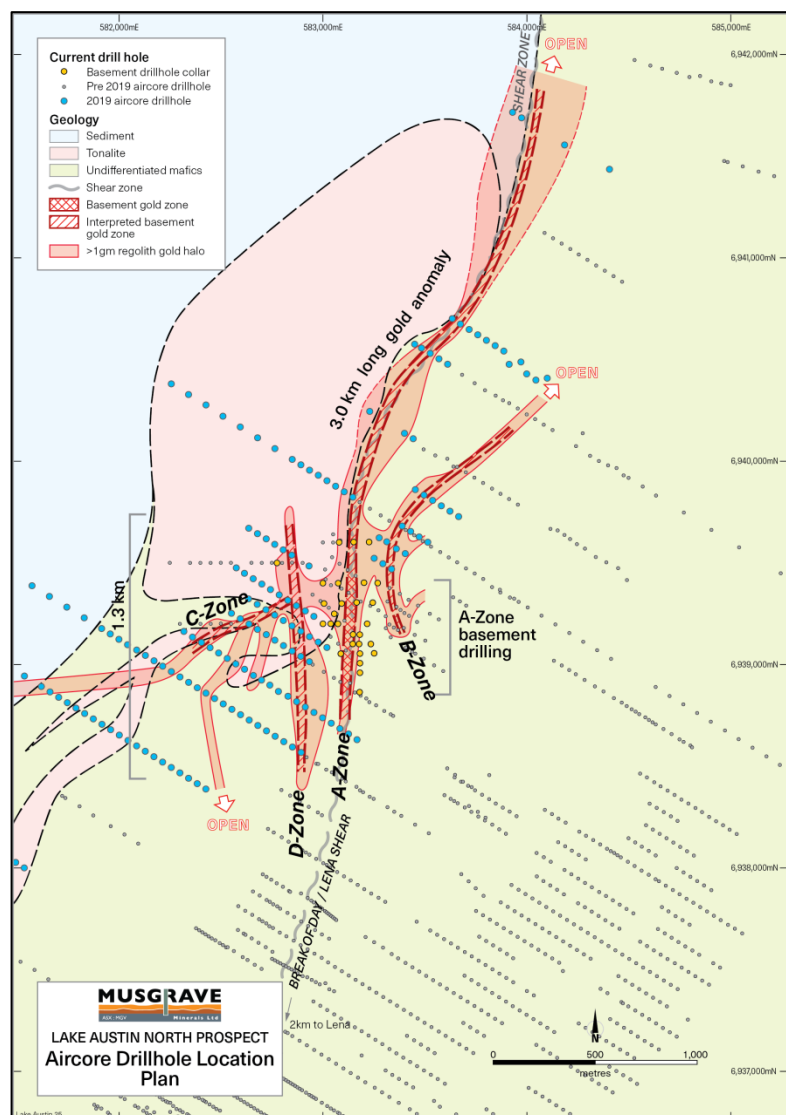 582,000mE
583,000mE
584,000mE
585,000mE
Current drill hole
Basement drillhole collar
Pre 2019 aircore drillhole
2019 aircore drillhole
Geology
Sediment
Tonalite
Undifferentiated mafics
Shear zone
Basement gold zone
Interpreted basement
gold zone
>1gm regolith gold halo
OPEN
SHEAR ZONE
6,942,000mN
6,941,000mN
3.0 km long gold anomaly
OPEN
6,940,000mN
1.3 km
C-Zone
B-Zone
A-Zone
basement
drilling
6,939,000mN
OPEN
D-Zone
A-Zone
BREAK OF DAY / LENA SHEAR
6,938,000mN
2km to Lena
MUSGRAVE
ASX : MGV
Minerals Ltd
LAKE AUSTIN NORTH PROSPECT
Aircore Drillhole Location
Plan
N
0 500 1,000
metres
6,937,000mN